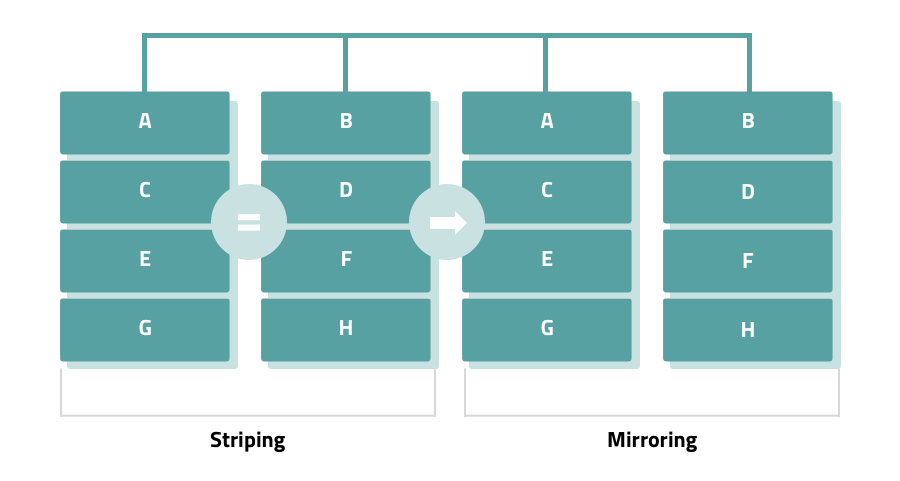 A B A B
C D C D
E F E F
G H G H
Striping Mirroring